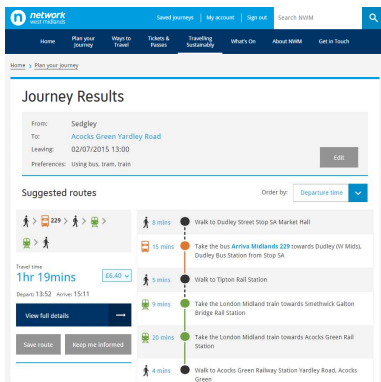 network
west midlands
Saved journeys | My account | Sign out
Search NWM
Home
Plan your journey
Ways to Travel
Tickets & Passes
Travelling Sustainably
What's On
About NWM
Get in Touch
Home > Plan your journey
Journey Results
From: Sedgley
To: Acocks Green Yardley Road
Leaving: 02/07/2015 13:00
Preferences: Using bus, tram, train
Edit
Suggested routes
Order by: Departure time
> 229 > > >
>
Travel time
1hr 19mins
£6.40
Depart: 13:52 Arrive: 15:11
View full details
Save route
Keep me informed
8 mins Walk to Dudley Street Stop SA Market Hall
15 mins Take the bus Arriva Midlands 229 towards Dudley (W Mids),
Dudley Bus Station from Stop SA
5 mins Walk to Tipton Rail Station
9 mins Take the London Midland train towards Smethwick Galton
Bridge Rail Station
20 mins Take the London Midland train towards Acocks Green Rail
Station
4 mins Walk to Acocks Green Railway Station Yardley Road, Acocks
Green